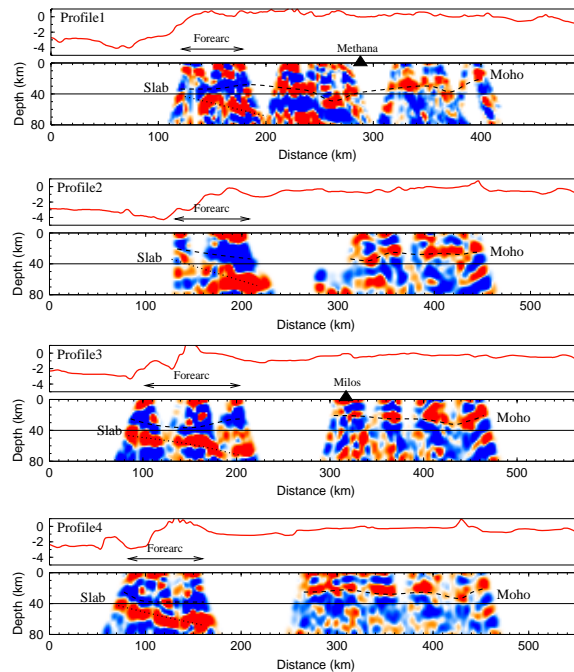 Profile1
0
-2
-4
Forearc
Methana
0
40
80
Depth (km)
Slab
Moho
0 100 200 300 400 500
Distance (km)
Profile2
0
-2
-4
Forearc
0
40
80
Depth (km)
Slab
Moho
0 100 200 300 400 500
Distance (km)
Profile3
0
-2
-4
Forearc
Milos
0
40
80
Depth (km)
Slab
Moho
0 100 200 300 400 500
Distance (km)
Profile4
0
-2
-4
Forearc
0
40
80
Depth (km)
Slab
Moho
0 100 200 300 400 500
Distance (km)